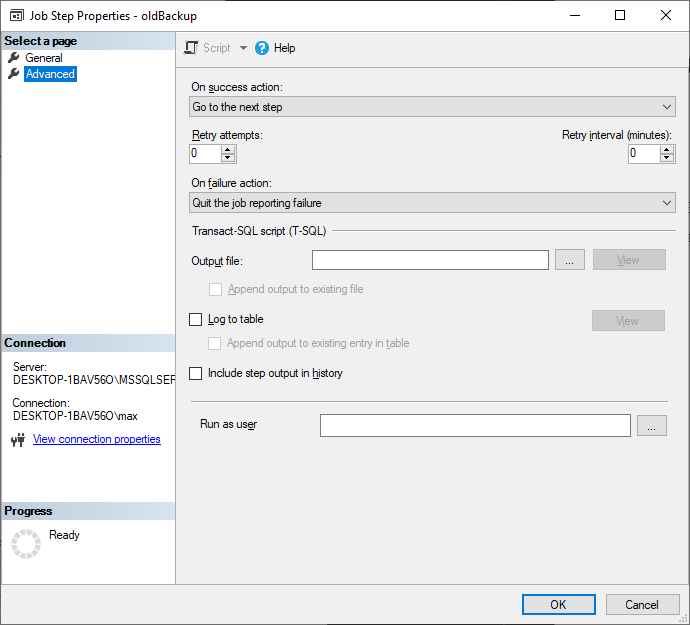 Job Step Properties - oldBackup
Select a page
General
Advanced
Script
Help
On success action:
Go to the next step
Retry attempts:
Retry interval (minutes):
0
0
On failure action:
Quit the job reporting failure
Transact-SQL script (T-SQL)
Output file:
...
View
Append output to existing file
Log to table
View
Append output to existing entry in table
Include step output in history
Run as user
...
Connection
Server:
DESKTOP-1BAV56O\MSSQLSEF
Connection:
DESKTOP-1BAV56O\max
View connection properties
Progress
Ready
OK
Cancel